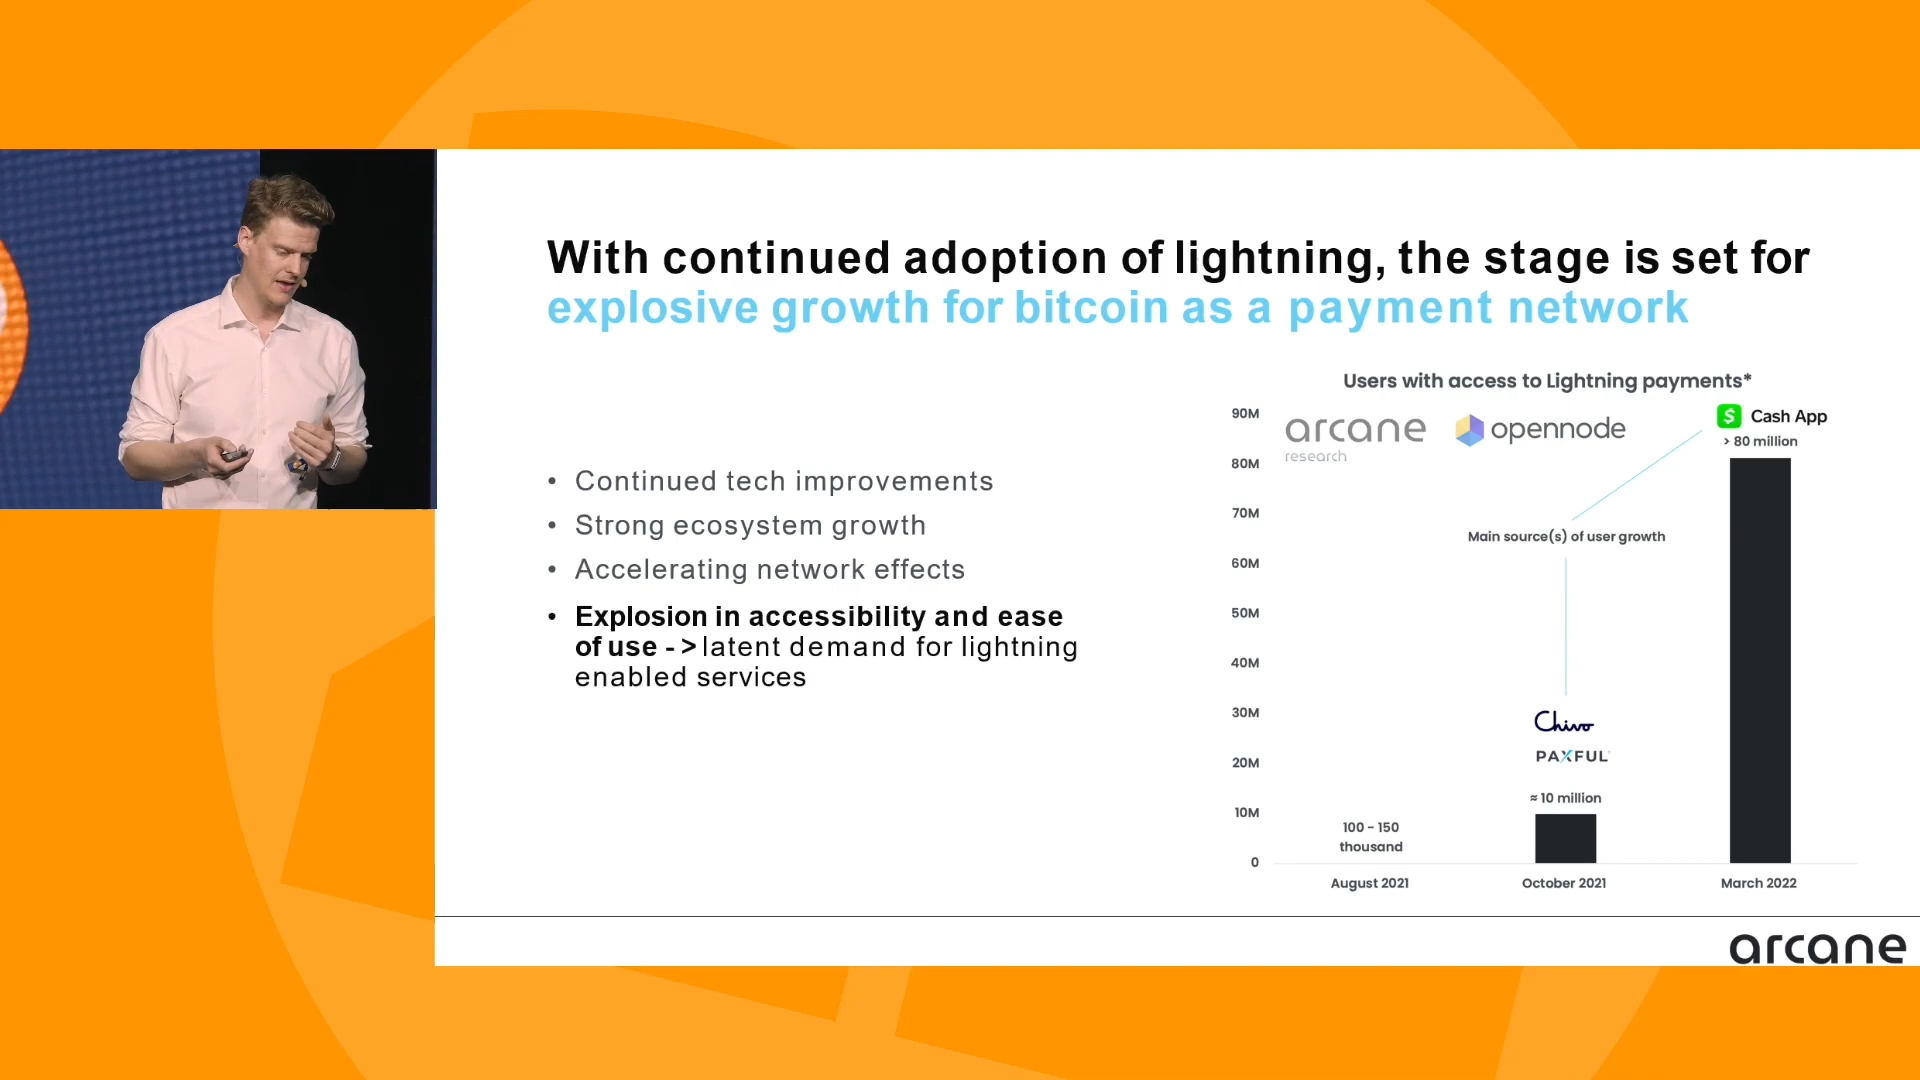 With continued adoption of lightning, the stage is set for
explosive growth for bitcoin as a payment network
• Continued tech improvements
• Strong ecosystem growth
• Accelerating network effects
• Explosion in accessibility and ease
of use - > latent demand for lightning
enabled services
Users with access to Lightning payments*
90M
80M
70M
60M
50M
40M
30M
20M
10M
0
arcane
research
opennode
$ Cash App
> 80 million
Main source(s) of user growth
Chivo
PAXFUL
≈ 10 million
100 - 150
thousand
August 2021
October 2021
March 2022
arcane